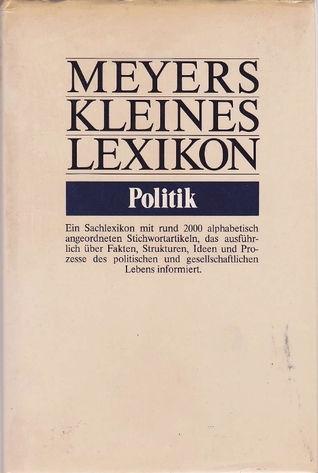 MEYERS
KLEINES
LEXIKON
Politik
Ein Sachlexikon mit rund 2000 alphabetisch
angeordneten Stichwortartikeln, das ausführ-
lich über Fakten, Strukturen, Ideen und Pro-
zesse des politischen und gesellschaftlichen
Lebens informiert.